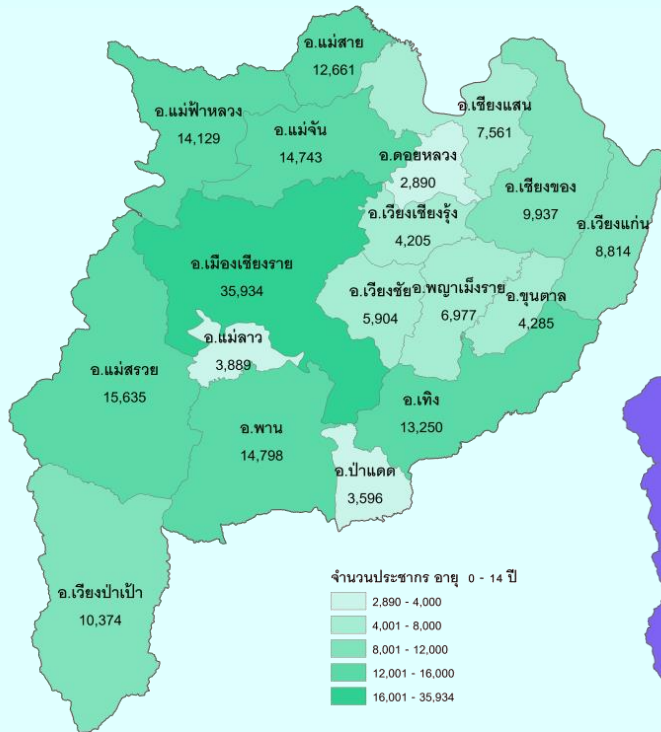 อ.แม่สาย
12,661
อ.แม่ฟ้าหลวง
14,129
อ.แม่จัน
14,743
อ.เชียงแสน
7,561
อ.ดอยหลวง
2,890
อ.เชียงของ
9,937
อ.เวียงแก่น
8,814
อ.เวียงเชียงรุ้ง
4,205
อ.เมืองเชียงราย
35,934
อ.เวียงชัย
5,904
อ.พญาเม็งราย
6,977
อ.ขุนตาล
4,285
อ.แม่ลาว
3,889
อ.แม่สรวย
15,635
อ.เทิง
13,250
อ.พาน
14,798
อ.ป่าแดด
3,596
อ.เวียงป่าเป้า
10,374
จำนวนประชากร อายุ 0 - 14 ปี
2,890 - 4,000
4,001 - 8,000
8,001 - 12,000
12,001 - 16,000
16,001 - 35,934